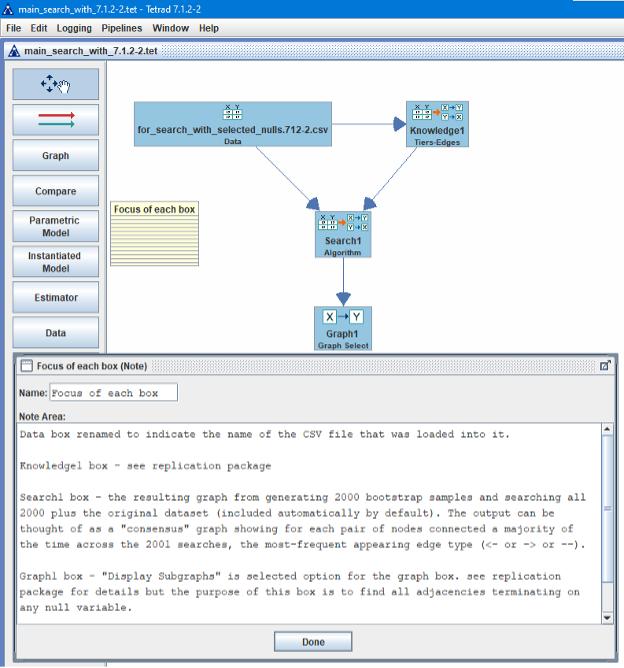 main_search_with_7.1.2-2.tet - Tetrad 7.1.2-2
File Edit Logging Pipelines Window Help
main_search_with_7.1.2-2.tet
Graph
Compare
Parametric
Model
Instantiated
Model
Estimator
Data
X Y
for_search_with_selected_nulls.712-2.csv
Data
X Y X Y
Y X
Knowledge1
Tiers-Edges
Focus of each box
X Y X Y
Y X
Search1
Algorithm
X Y
Graph1
Graph Select
Focus of each box (Note)
Name: Focus of each box
Note Area:
Data box renamed to indicate the name of the CSV file that was loaded into it.
Knowledge1 box - see replication package
Search1 box - the resulting graph from generating 2000 bootstrap samples and searching all
2000 plus the original dataset (included automatically by default). The output can be
thought of as a "consensus" graph showing for each pair of nodes connected a majority of
the time across the 2001 searches, the most-frequent appearing edge type (<- or -> or --).
Graph1 box - "Display Subgraphs" is selected option for the graph box. see replication
package for details but the purpose of this box is to find all adjacencies terminating on
any null variable.
Done